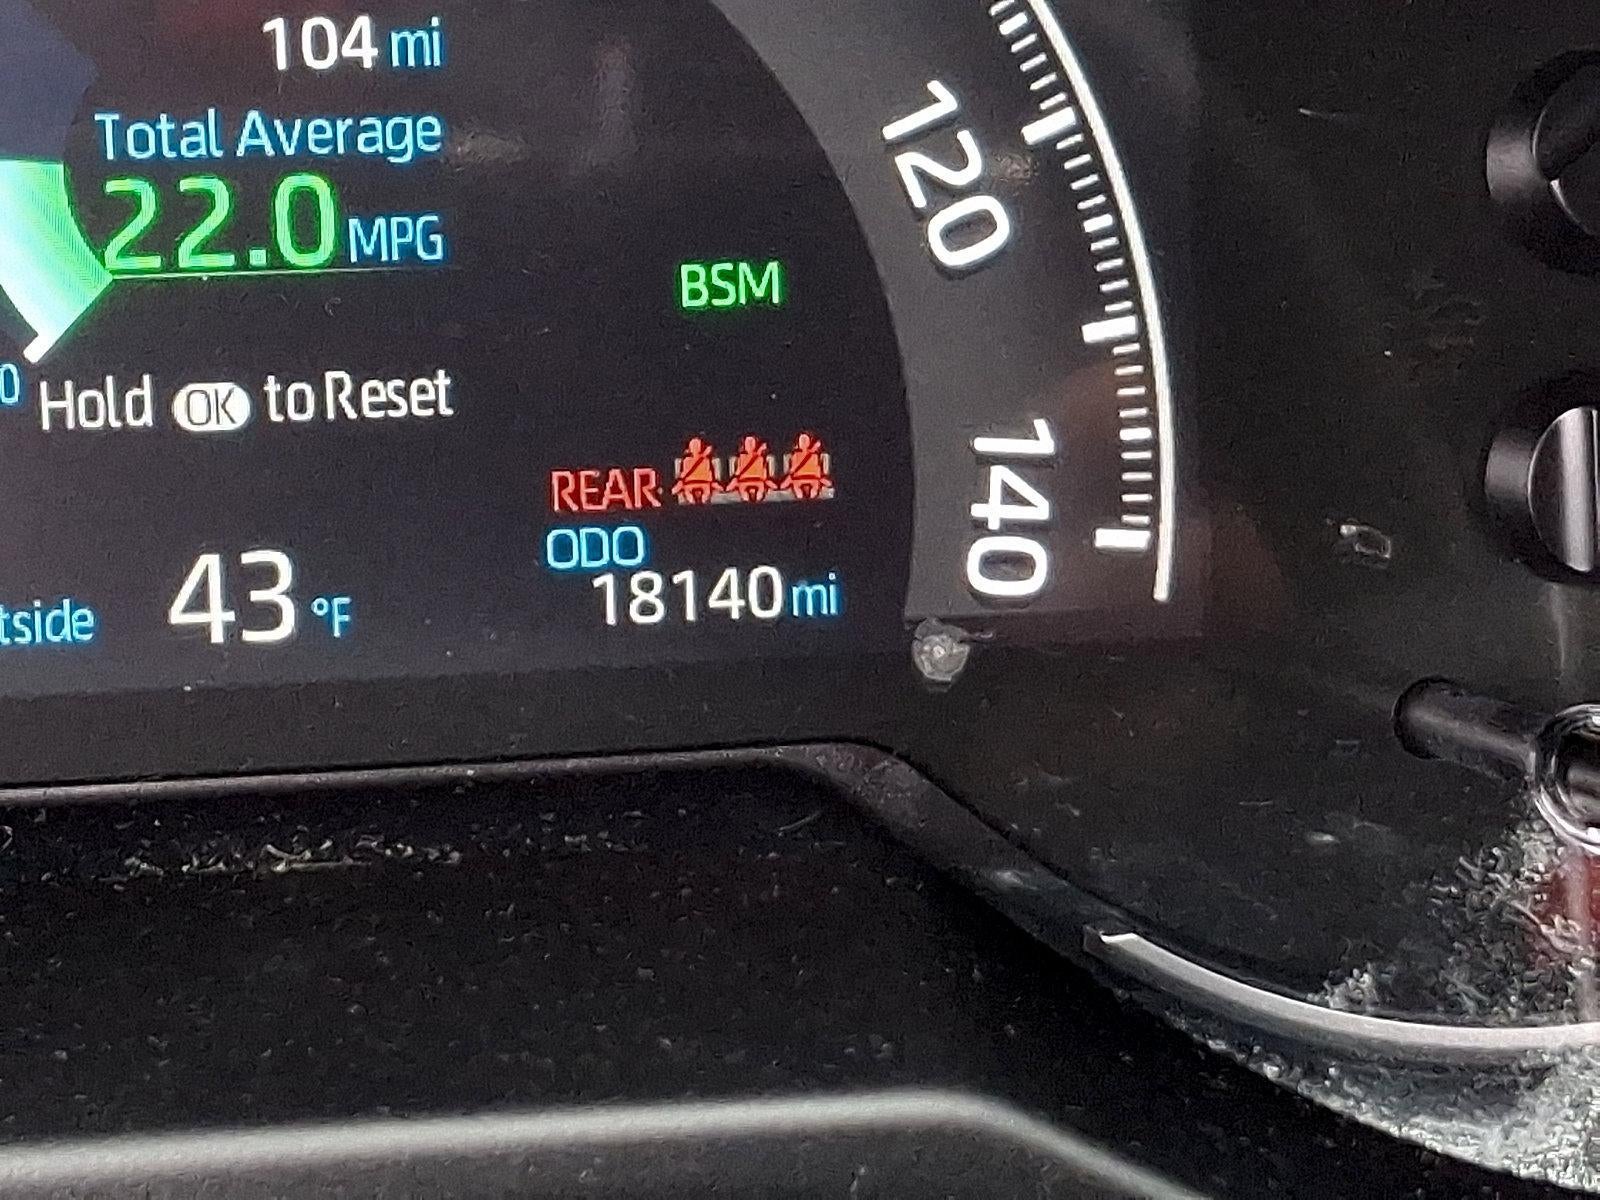 104 mi
Total Average
22.0 MPG
BSM
Hold OK to Reset
REAR
ODO
18140 mi
43 °F
120
140